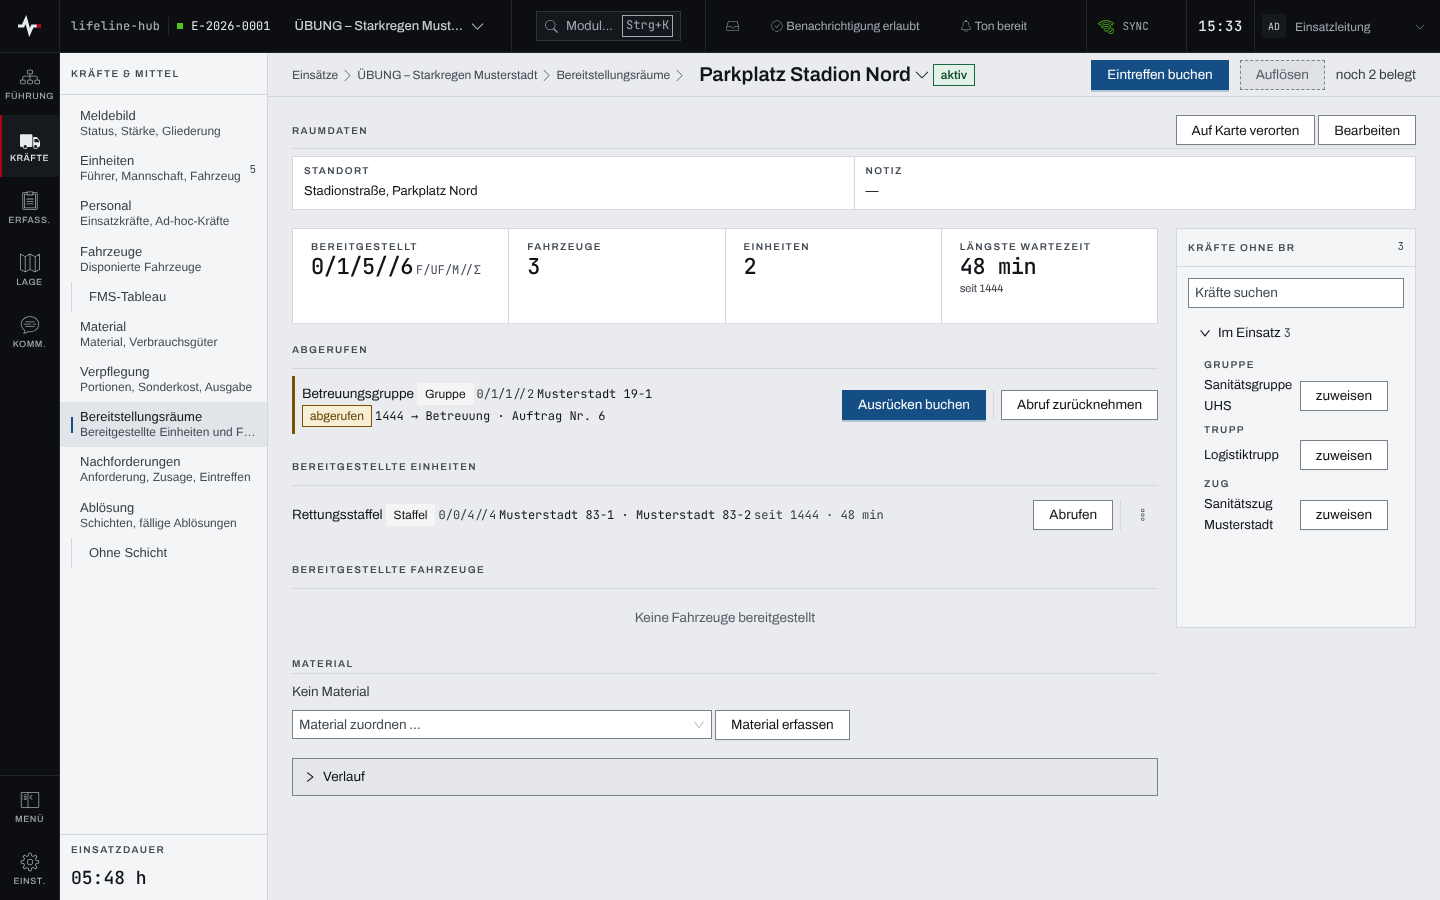 lifeline-hub E-2026-0001 ÜBUNG – Starkregen Must... Modul... Strg+K Benachrichtigung erlaubt Ton bereit SYNC 15:33 AD Einsatzleitung
FÜHRUNG
KRÄFTE
ERFASS.
LAGE
KOMM.
MENÜ
EINST.
KRÄFTE & MITTEL
Meldebild
Status, Stärke, Gliederung
Einheiten
Führer, Mannschaft, Fahrzeug 5
Personal
Einsatzkräfte, Ad-hoc-Kräfte
Fahrzeuge
Disponierte Fahrzeuge
FMS-Tableau
Material
Material, Verbrauchsgüter
Verpflegung
Portionen, Sonderkost, Ausgabe
Bereitstellungsräume
Bereitgestellte Einheiten und F...
Nachforderungen
Anforderung, Zusage, Eintreffen
Ablösung
Schichten, fällige Ablösungen
Ohne Schicht
EINSATZDAUER
05:48 h
Einsätze ÜBUNG – Starkregen Musterstadt Bereitstellungsräume Parkplatz Stadion Nord aktiv Eintreffen buchen Auflösen noch 2 belegt
RAUMDATEN Auf Karte verorten Bearbeiten
STANDORT
Stadionstraße, Parkplatz Nord
NOTIZ
—
BEREITGESTELLT
0/1/5//6 F/UF/M//Σ
FAHRZEUGE
3
EINHEITEN
2
LÄNGSTE WARTEZEIT
48 min
seit 1444
ABGERUFEN
Betreuungsgruppe Gruppe 0/1/1//2 Musterstadt 19-1
abgerufen 1444 → Betreuung · Auftrag Nr. 6
Ausrücken buchen Abruf zurücknehmen
BEREITGESTELLTE EINHEITEN
Rettungsstaffel Staffel 0/0/4//4 Musterstadt 83-1 · Musterstadt 83-2 seit 1444 · 48 min Abrufen
BEREITGESTELLTE FAHRZEUGE
Keine Fahrzeuge bereitgestellt
MATERIAL
Kein Material
Material zuordnen ... Material erfassen
Verlauf
KRÄFTE OHNE BR 3
Kräfte suchen
Im Einsatz 3
GRUPPE
Sanitätsgruppe
UHS
zuweisen
TRUPP
Logistiktrupp zuweisen
ZUG
Sanitätszug
Musterstadt
zuweisen